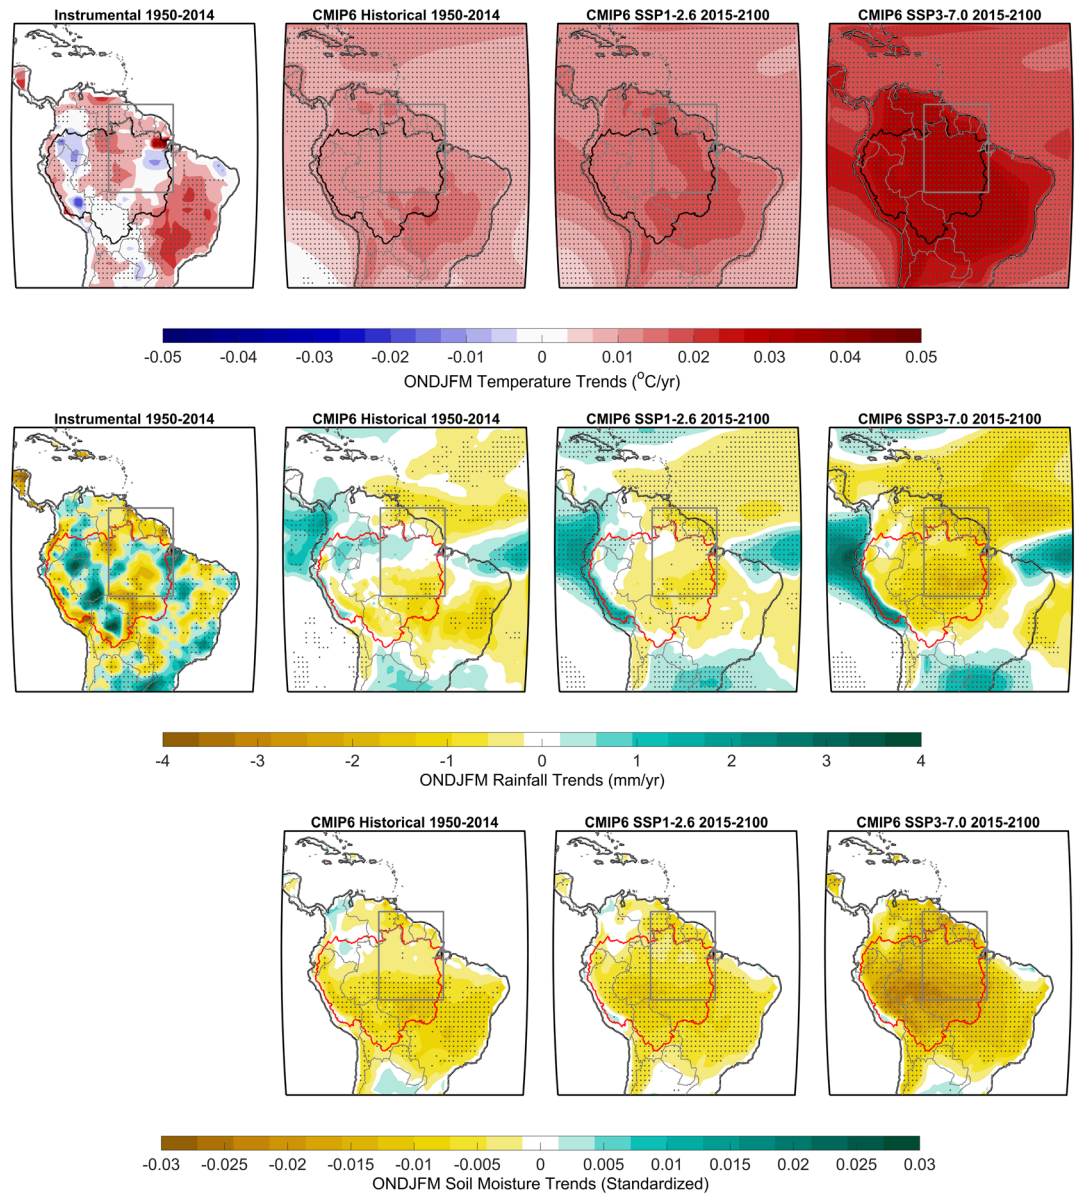 Instrumental 1950-2014
CMIP6 Historical 1950-2014
CMIP6 SSP1-2.6 2015-2100
CMIP6 SSP3-7.0 2015-2100
-0.05 -0.04 -0.03 -0.02 -0.01 0 0.01 0.02 0.03 0.04 0.05
ONDJFM Temperature Trends (°C/yr)
Instrumental 1950-2014
CMIP6 Historical 1950-2014
CMIP6 SSP1-2.6 2015-2100
CMIP6 SSP3-7.0 2015-2100
-4 -3 -2 -1 0 1 2 3 4
ONDJFM Rainfall Trends (mm/yr)
CMIP6 Historical 1950-2014
CMIP6 SSP1-2.6 2015-2100
CMIP6 SSP3-7.0 2015-2100
-0.03 -0.025 -0.02 -0.015 -0.01 -0.005 0 0.005 0.01 0.015 0.02 0.025 0.03
ONDJFM Soil Moisture Trends (Standardized)